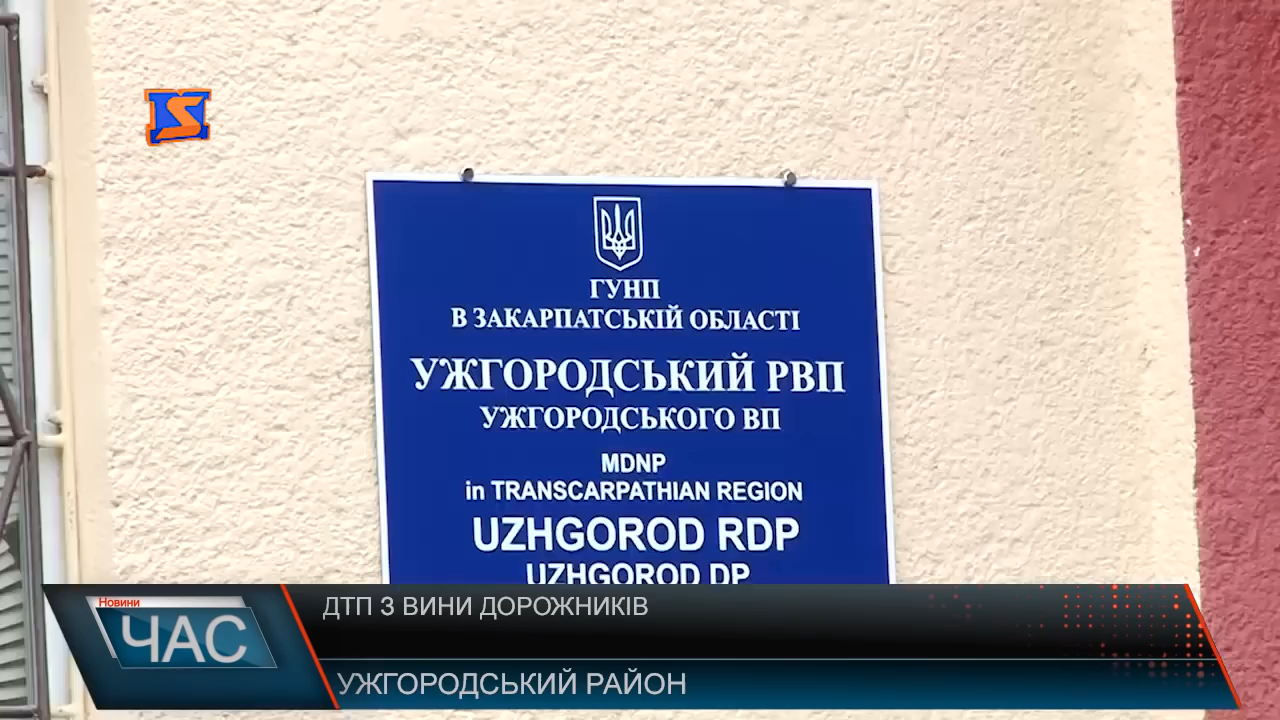 ГУНП
В ЗАКАРПАТСЬКІЙ ОБЛАСТІ
УЖГОРОДСЬКИЙ РВП
УЖГОРОДСЬКОГО ВП
MDNP
in TRANSCARPATHIAN REGION
UZHGOROD RDP
UZHGOROD DP
Новини
ЧАС
ДТП З ВИНИ ДОРОЖНИКІВ
УЖГОРОДСЬКИЙ РАЙОН